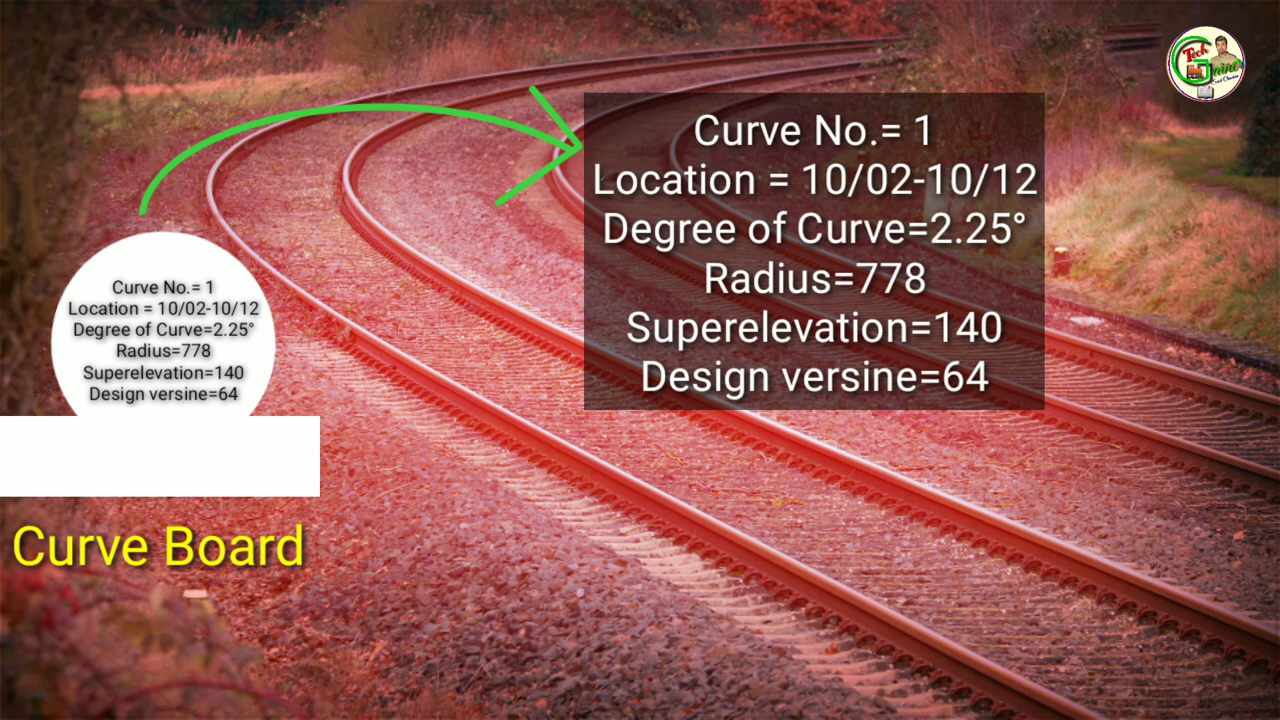 Tech
Curve No.= 1
Location = 10/02-10/12
Degree of Curve=2.25°
Radius=778
Superelevation=140
Design versine=64
Curve No.= 1
Location = 10/02-10/12
Degree of Curve=2.25°
Radius=778
Superelevation=140
Design versine=64
Curve Board